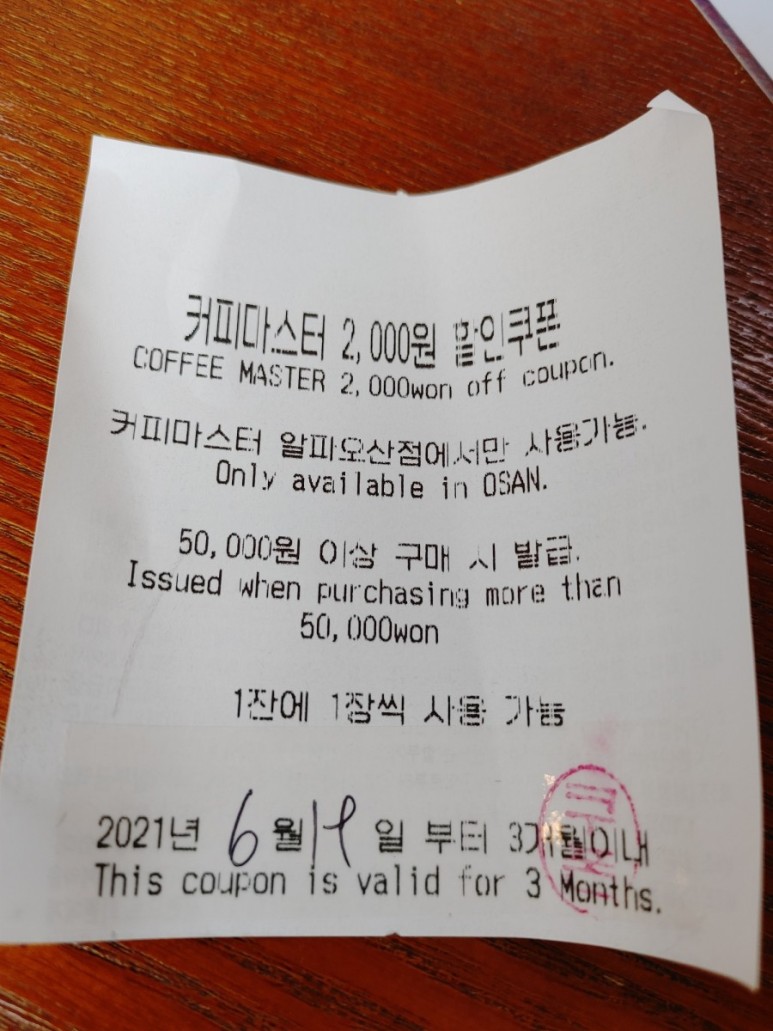 커피마스터 2,000원 할인쿠폰
COFFEE MASTER 2,000won off coupon.
커피마스터 알파오산점에서만 사용가능.
Only available in OSAN.
50,000원 이상 구매 시 발급.
Issued when purchasing more than
50,000won
1잔에 1장씩 사용 가능
2021년 6월 19일 부터 3개월이내
This coupon is valid for 3 Months.